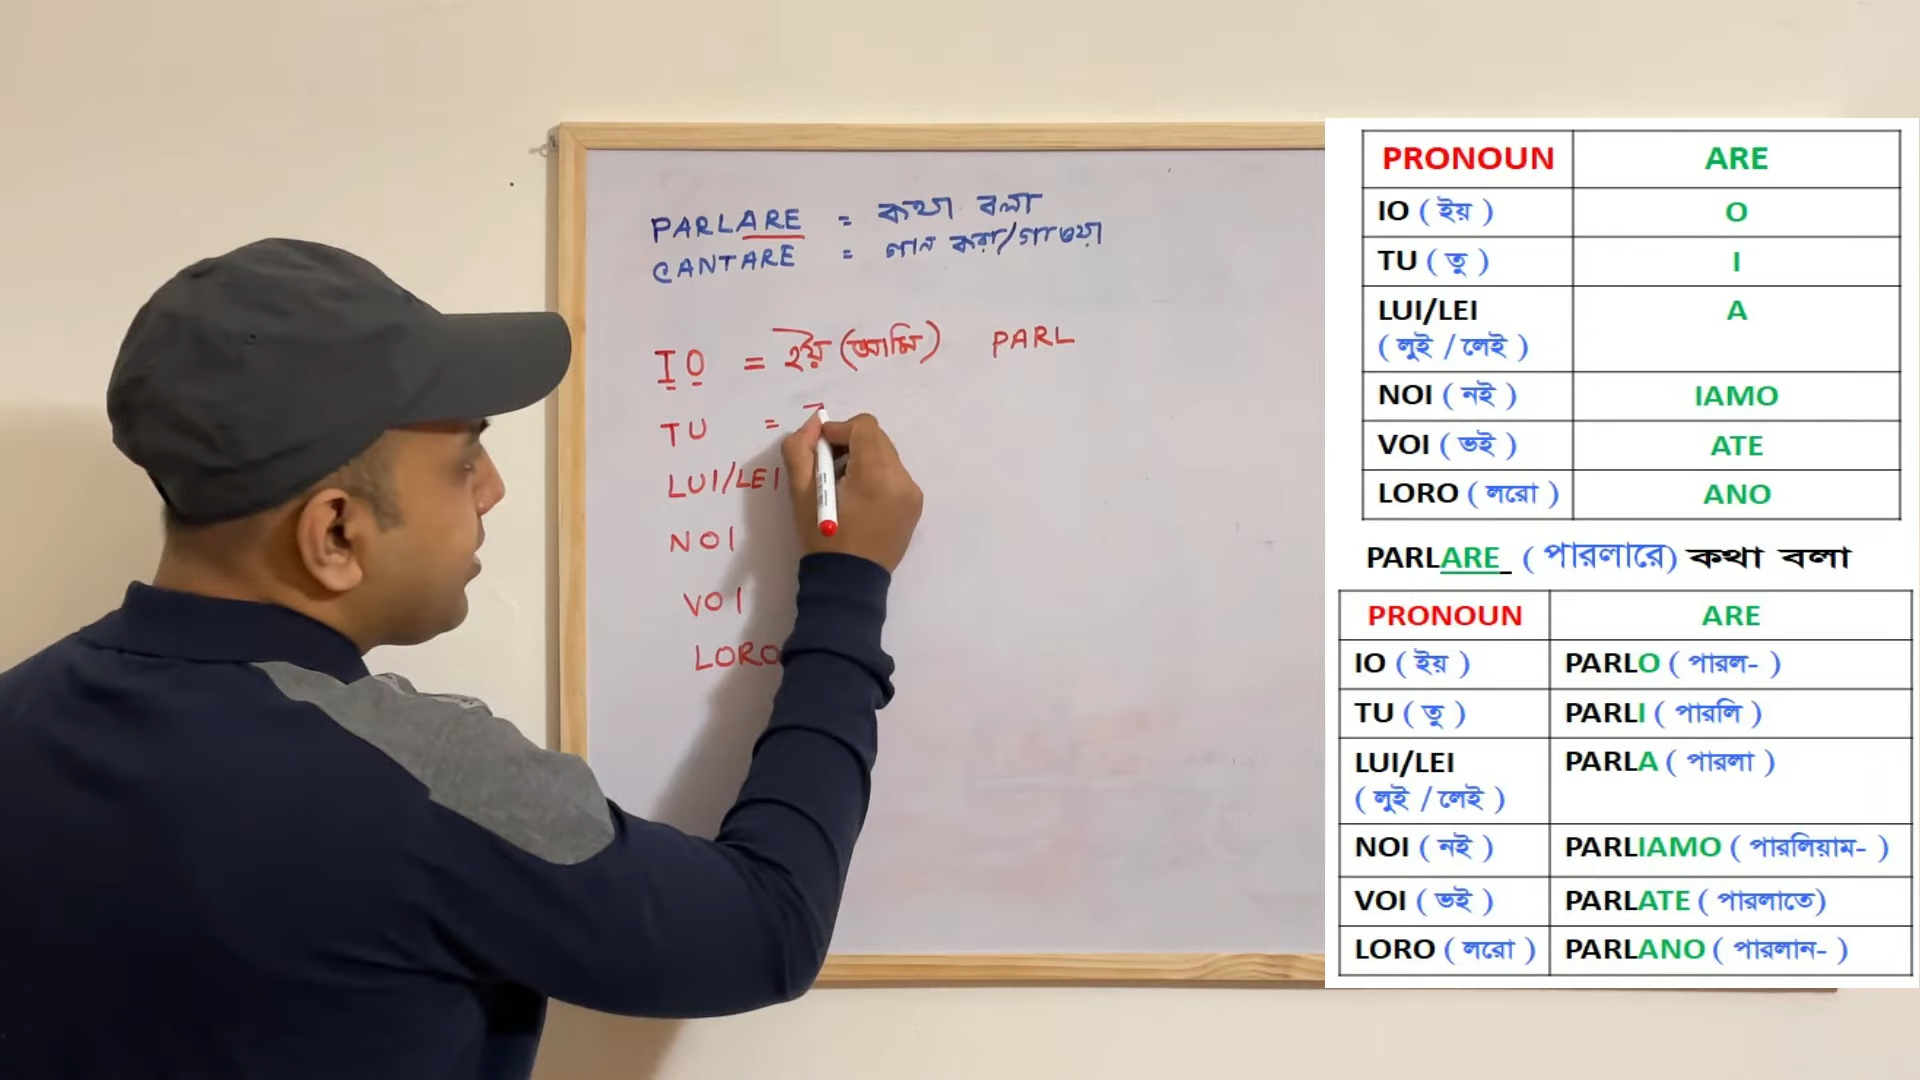 PARLARE = কথা বলা
CANTARE = গান করা/গাওয়া
IO = ইয় (আমি) PARL
TU =
LUI/LEI
NOI
VOI
LORO
PRONOUN ARE
IO ( ইয় ) O
TU ( তু ) I
LUI/LEI A
( লুই / লেই )
NOI ( নই ) IAMO
VOI ( ভই ) ATE
LORO ( লরো ) ANO
PARLARE_ ( পারলারে) কথা বলা
PRONOUN ARE
IO ( ইয় ) PARLO ( পারল- )
TU ( তু ) PARLI ( পারলি )
LUI/LEI PARLA ( পারলা )
( লুই / লেই )
NOI ( নই ) PARLIAMO ( পারলিয়াম- )
VOI ( ভই ) PARLATE ( পারলাতে)
LORO ( লরো ) PARLANO ( পারলান- )